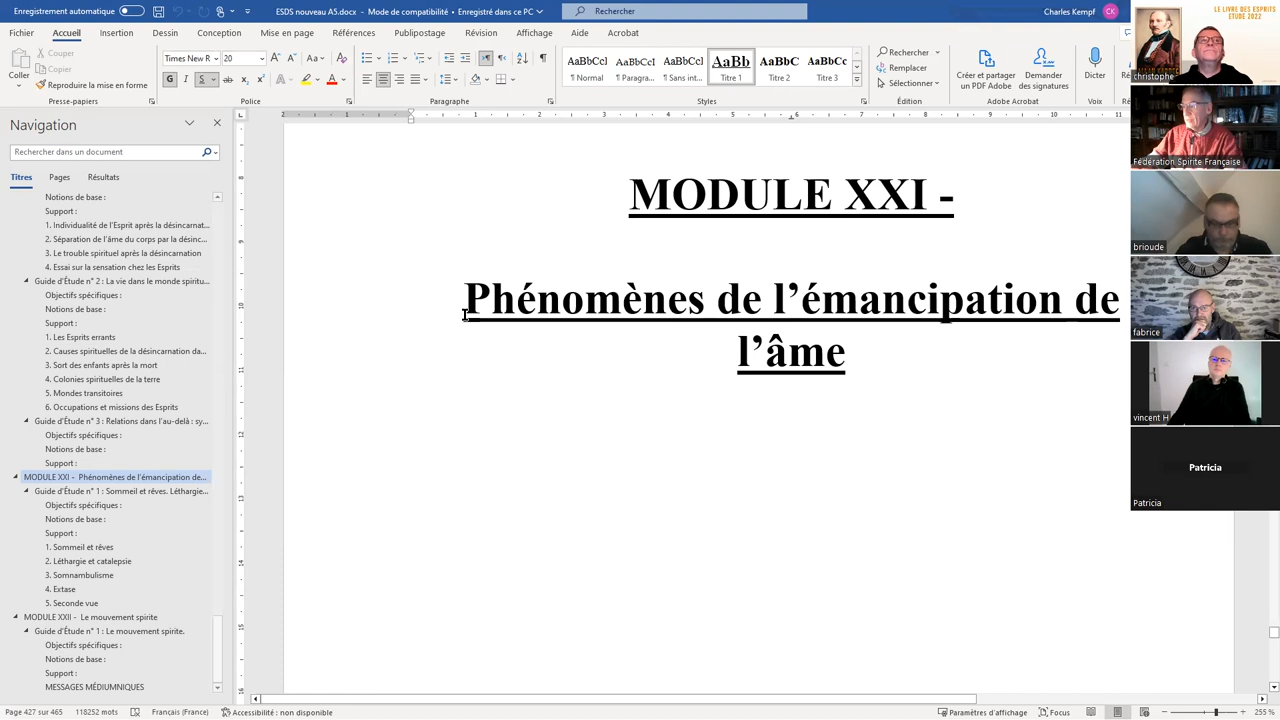 Enregistrement automatique
ESDS nouveau A5.docx - Mode de compatibilité • Enregistré dans ce PC
Rechercher
Charles Kempf
CK
Fichier Accueil Insertion Dessin Conception Mise en page Références Publipostage Révision Affichage Aide Acrobat
Coller
Couper
Copier
Reproduire la mise en forme
Presse-papiers
Times New R
20
Police
Paragraphe
AaBbCcI AaBbCcI AaBbCcI AaBb AaBbC AaBbCc
¶ Normal ¶ Paragra... ¶ Sans int... Titre 1 Titre 2 Titre 3
Styles
Rechercher
Remplacer
Sélectionner
Édition
Créer et partager
un PDF Adobe
Demander
des signatures
Adobe Acrobat
Dicter
Voix
Navigation
Rechercher dans un document
Titres Pages Résultats
Notions de base :
Support :
1. Individualité de l'Esprit après la désincarnat...
2. Séparation de l'âme du corps par la désinc...
3. Le trouble spirituel après la désincarnation
4. Essai sur la sensation chez les Esprits
Guide d'Étude n° 2 : La vie dans le monde spiritu...
Objectifs spécifiques :
Notions de base :
Support :
1. Les Esprits errants
2. Causes spirituelles de la désincarnation da...
3. Sort des enfants après la mort
4. Colonies spirituelles de la terre
5. Mondes transitoires
6. Occupations et missions des Esprits
Guide d'Étude n° 3 : Relations dans l'au-delà : sy...
Objectifs spécifiques :
Notions de base :
Support :
MODULE XXI - Phénomènes de l'émancipation de...
Guide d'Étude n° 1 : Sommeil et rêves. Léthargie...
Objectifs spécifiques :
Notions de base :
Support :
1. Sommeil et rêves
2. Léthargie et catalepsie
3. Somnambulisme
4. Extase
5. Seconde vue
MODULE XXII - Le mouvement spirite
Guide d'Étude n° 1 : Le mouvement spirite.
Objectifs spécifiques :
Notions de base :
Support :
MESSAGES MÉDIUMNIQUES
MODULE XXI -
Phénomènes de l’émancipation de
l’âme
LE LIVRE DES ESPRITS
ETUDE 2022
christophe
Fédération Spirite Française
brioude
fabrice
vincent H
Patricia
Patricia
Page 427 sur 465 118252 mots Français (France) Accessibilité : non disponible
Paramètres d'affichage Focus 255 %